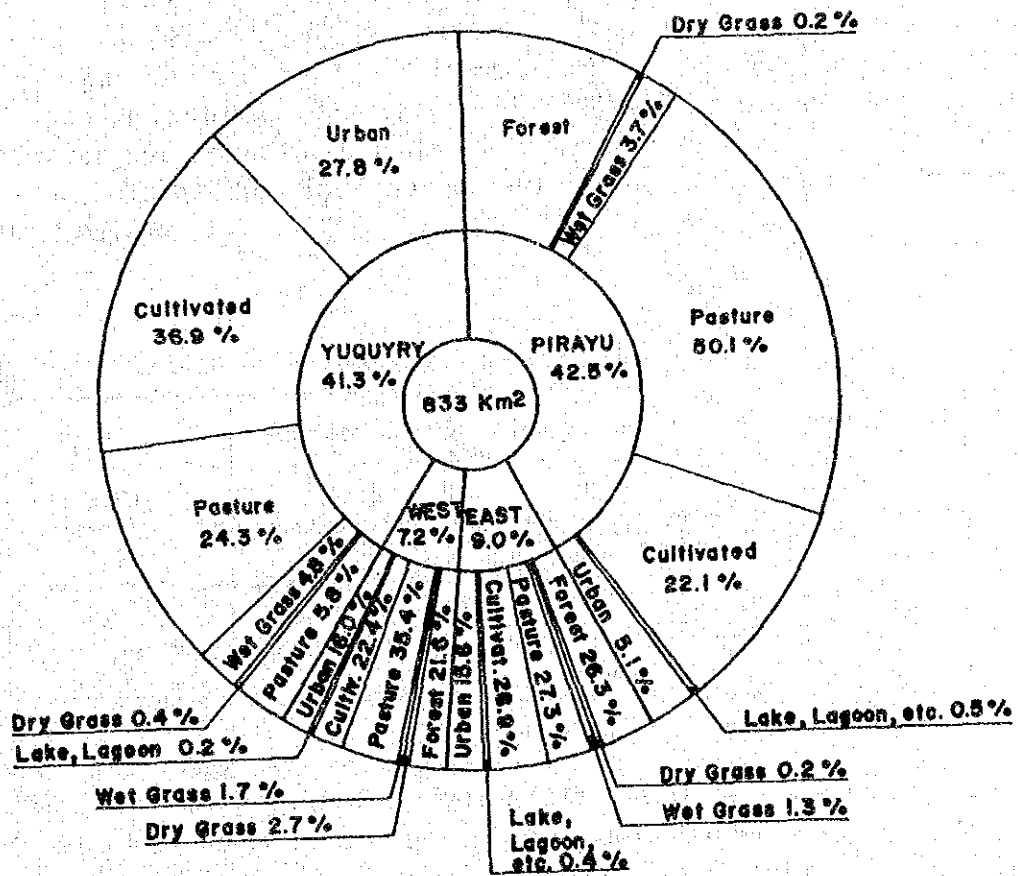 Dry Grass 0.2 %
Urban
27.8 %
Forest
Wet Grass 3.7 %
Cultivated
36.9 %
Pasture
50.1 %
YUQUYRY
41.3 %
PIRAYU
42.5 %
833 Km2
Pasture
24.3 %
WEST
7.2 %
EAST
9.0 %
Cultivated
22.1 %
Wet Grass 4.8 %
Pasture 5.8 %
Urban 16.0 %
Cultiv. 22.4 %
Pasture 35.4 %
Forest 21.6 %
Urban 15.6 %
Cultivat. 28.9 %
Pasture 27.3 %
Forest 26.3 %
Urban 5.1 %
Dry Grass 0.4 %
Lake, Lagoon 0.2 %
Wet Grass 1.7 %
Dry Grass 2.7 %
Lake,
Lagoon,
etc. 0.4 %
Lake, Lagoon, etc. 0.5 %
Dry Grass 0.2 %
Wet Grass 1.3 %